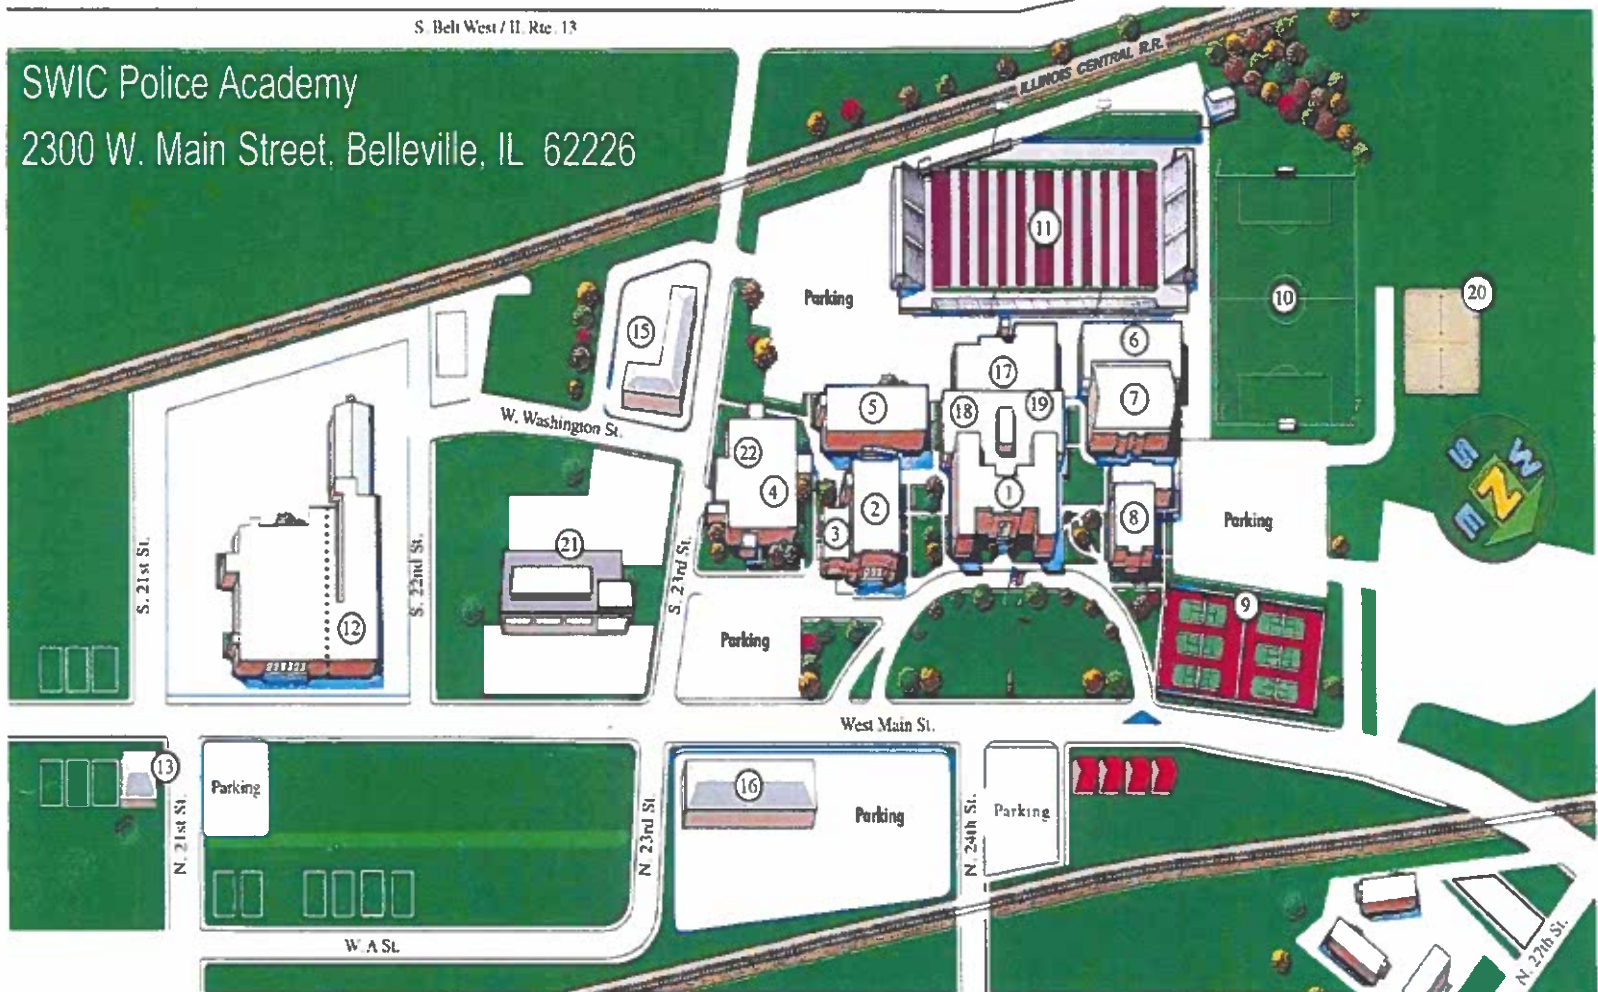 S. Belt West / Il. Rte. 13
SWIC Police Academy
2300 W. Main Street, Belleville, IL 62226
ILLINOIS CENTRAL R.R.
11
Parking
10
20
15
6
17
7
5
18
19
W. Washington St.
22
4
2
1
8
3
Parking
S
W
N
E
S. 21st St.
S. 22nd St.
21
S. 23rd St.
12
9
Parking
West Main St.
13
Parking
16
Parking
Parking
N. 21st St.
N. 23rd St.
N. 24th St.
W. A St.
N. 27th St.